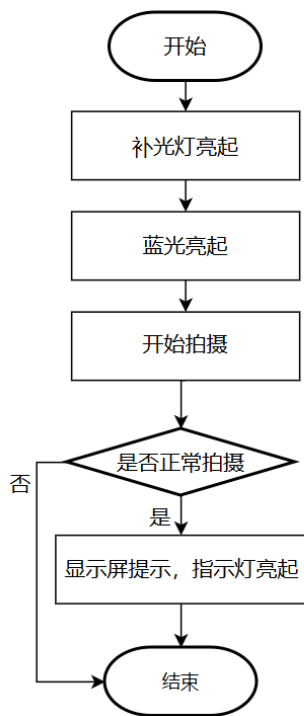 开始
补光灯亮起
蓝光亮起
开始拍摄
是否正常拍摄
否
是
显示屏提示，指示灯亮起
结束